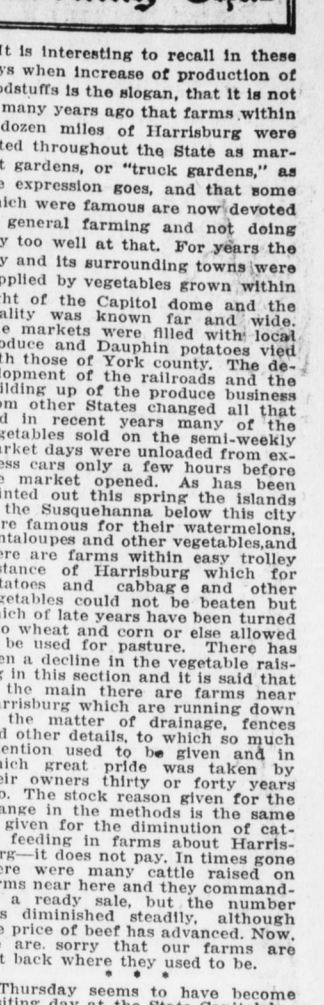 It is interesting to recall in these
ys when increase of production of
odstuffs is the slogan, that it is not
many years ago that farms within
dozen miles of Harrisburg were
ted throughout the State as mar-
t gardens, or "truck gardens," as
e expression goes, and that some
nich were famous are now devoted
general farming and not doing
y too well at that. For years the
y and its surrounding towns were
pplied by vegetables grown within
ght of the Capitol dome and the
ality was known far and wide.
e markets were filled with local
oduce and Dauphin potatoes vied
th those of York county. The de-
lopment of the railroads and the
ilding up of the produce business
om other States changed all that
d in recent years many of the
getables sold on the semi-weekly
arket days were unloaded from ex-
ess cars only a few hours before
e market opened. As has been
inted out this spring the islands
the Susquehanna below this city
re famous for their watermelons,
ntaloupes and other vegetables,and
ere are farms within easy trolley
stance of Harrisburg which for
tatoes and cabbage and other
getables could not be beaten but
ich of late years have been turned
o wheat and corn or else allowed
be used for pasture. There has
en a decline in the vegetable rais-
g in this section and it is said that
the main there are farms near
arrisburg which are running down
the matter of drainage, fences
d other details, to which so much
tention used to be given and in
hich great pride was taken by
eir owners thirty or forty years
o. The stock reason given for the
ange in the methods is the same
given for the diminution of cat-
feeding in farms about Harris-
rg—it does not pay. In times gone
ere were many cattle raised on
rms near here and they command-
a ready sale, but the number
s diminished steadily, although
e price of beef has advanced. Now,
are. sorry that our farms are
t back where they used to be.
* * *
Thursday seems to have become